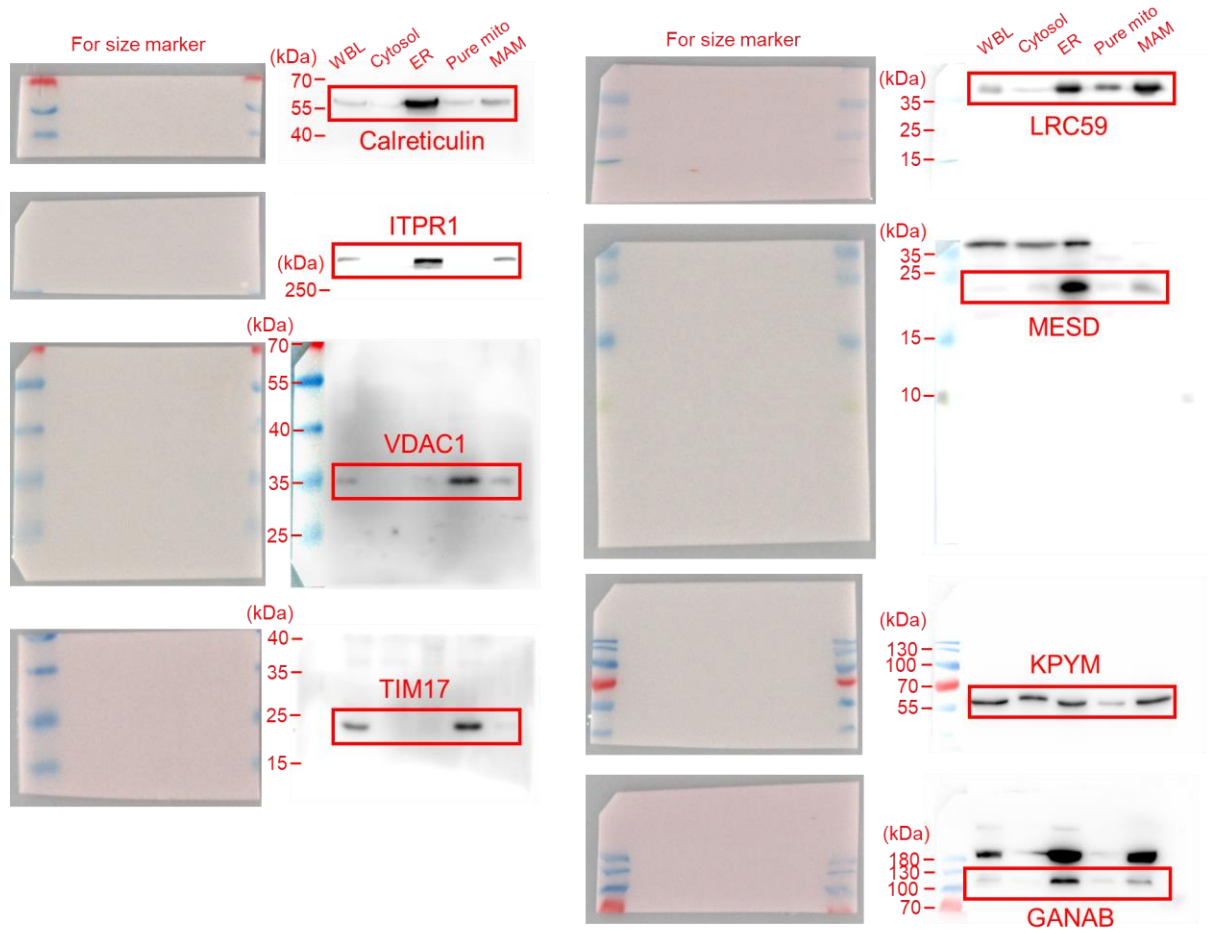 For size marker
(kDa)
WBL Cytosol ER Pure mito MAM
70
55
40
Calreticulin
ITPR1
(kDa)
250
(kDa)
70
55
40
35
25
VDAC1
(kDa)
40
35
25
15
TIM17
For size marker
(kDa)
WBL Cytosol ER Pure mito MAM
35
25
15
LRC59
(kDa)
35
25
15
10
MESD
(kDa)
130
100
70
55
KPYM
(kDa)
180
130
100
70
GANAB